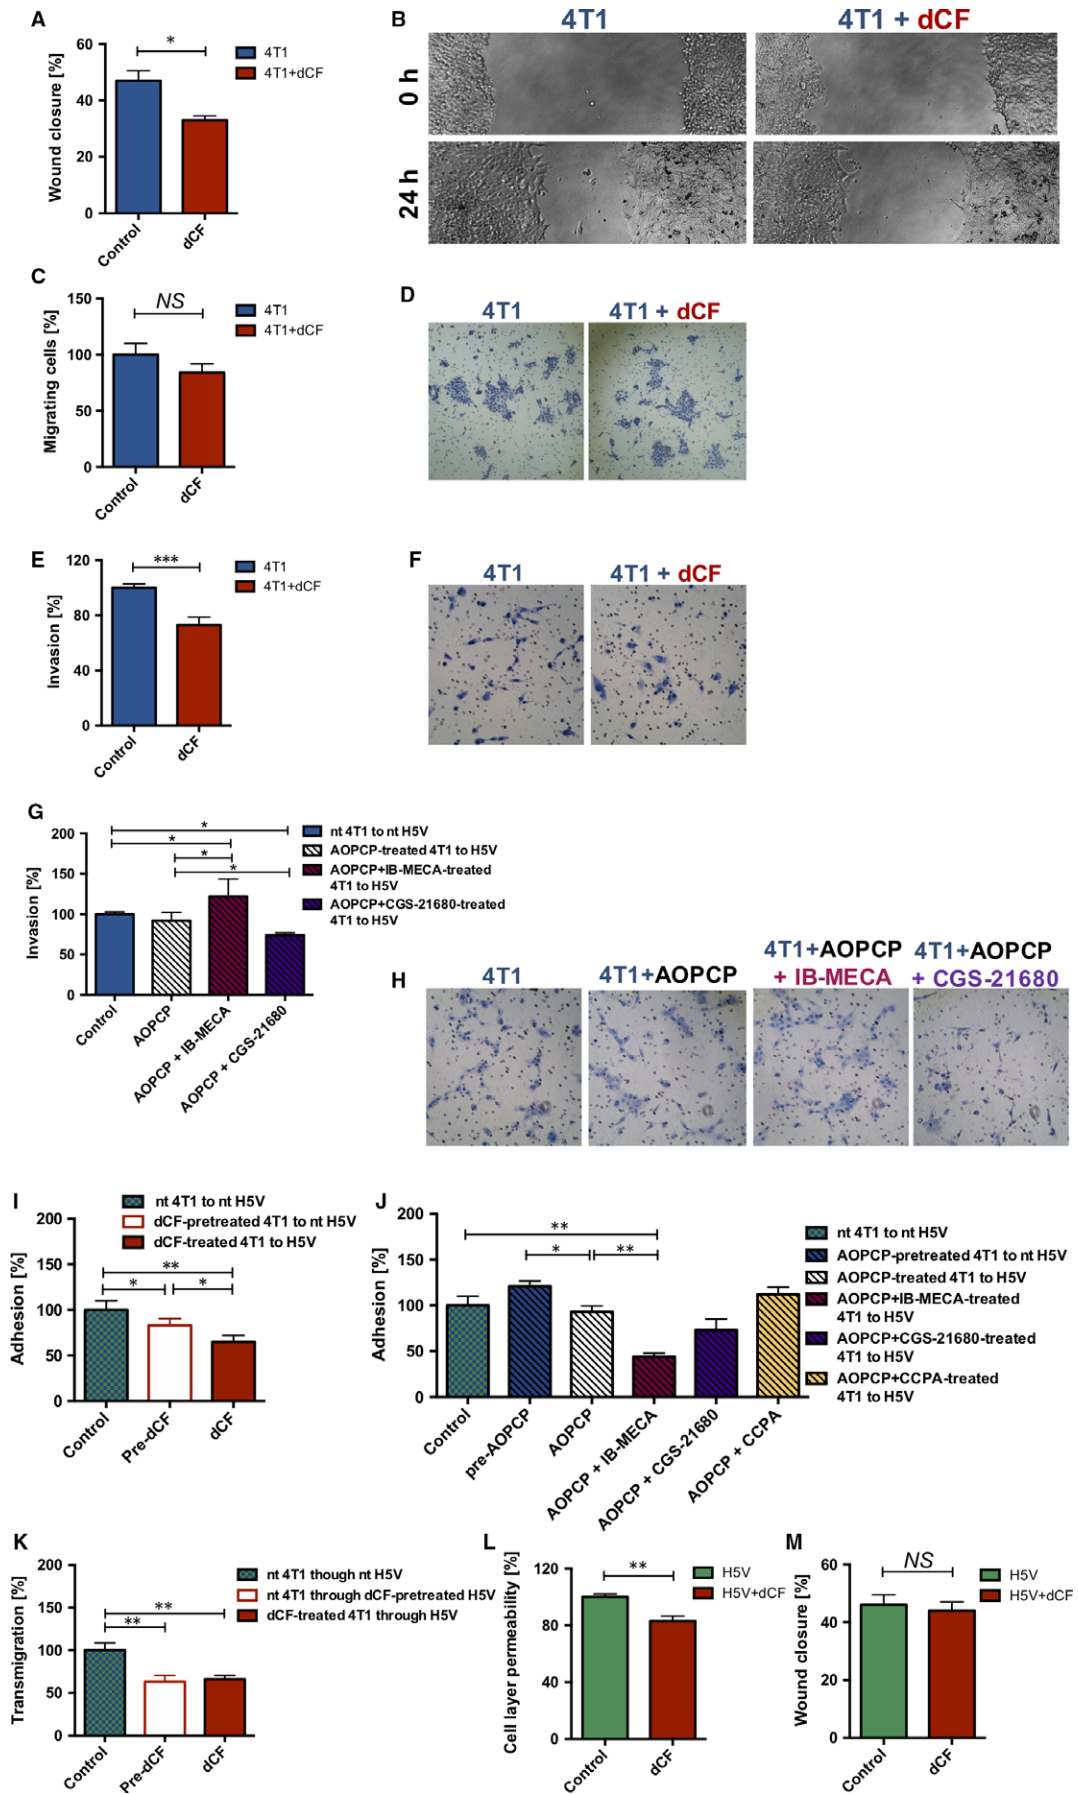 A
Wound closure [%]
60
40
20
0
*
4T1
4T1+dCF
Control
dCF
B
4T1
4T1 + dCF
0 h
24 h
C
Migrating cells [%]
150
100
50
0
NS
4T1
4T1+dCF
Control
dCF
D
4T1
4T1 + dCF
E
Invasion [%]
120
80
40
0
***
4T1
4T1+dCF
Control
dCF
F
4T1
4T1 + dCF
G
Invasion [%]
200
150
100
50
0
*
*
*
*
nt 4T1 to nt H5V
AOPCP-treated 4T1 to H5V
AOPCP+IB-MECA-treated
4T1 to H5V
AOPCP+CGS-21680-treated
4T1 to H5V
Control
AOPCP
AOPCP + IB-MECA
AOPCP + CGS-21680
H
4T1
4T1+AOPCP
4T1+AOPCP
+ IB-MECA
4T1+AOPCP
+ CGS-21680
I
nt 4T1 to nt H5V
dCF-pretreated 4T1 to nt H5V
dCF-treated 4T1 to H5V
Adhesion [%]
200
150
100
50
0
**
*
*
Control
Pre-dCF
dCF
J
Adhesion [%]
200
150
100
50
0
**
*
**
nt 4T1 to nt H5V
AOPCP-pretreated 4T1 to nt H5V
AOPCP-treated 4T1 to H5V
AOPCP+IB-MECA-treated
4T1 to H5V
AOPCP+CGS-21680-treated
4T1 to H5V
AOPCP+CCPA-treated
4T1 to H5V
Control
pre-AOPCP
AOPCP
AOPCP + IB-MECA
AOPCP + CGS-21680
AOPCP + CCPA
K
Transmigration [%]
200
150
100
50
0
**
**
nt 4T1 though nt H5V
nt 4T1 through dCF-pretreated H5V
dCF-treated 4T1 through H5V
Control
Pre-dCF
dCF
L
Cell layer permeability [%]
120
80
40
0
**
H5V
H5V+dCF
Control
dCF
M
Wound closure [%]
60
40
20
0
NS
H5V
H5V+dCF
Control
dCF